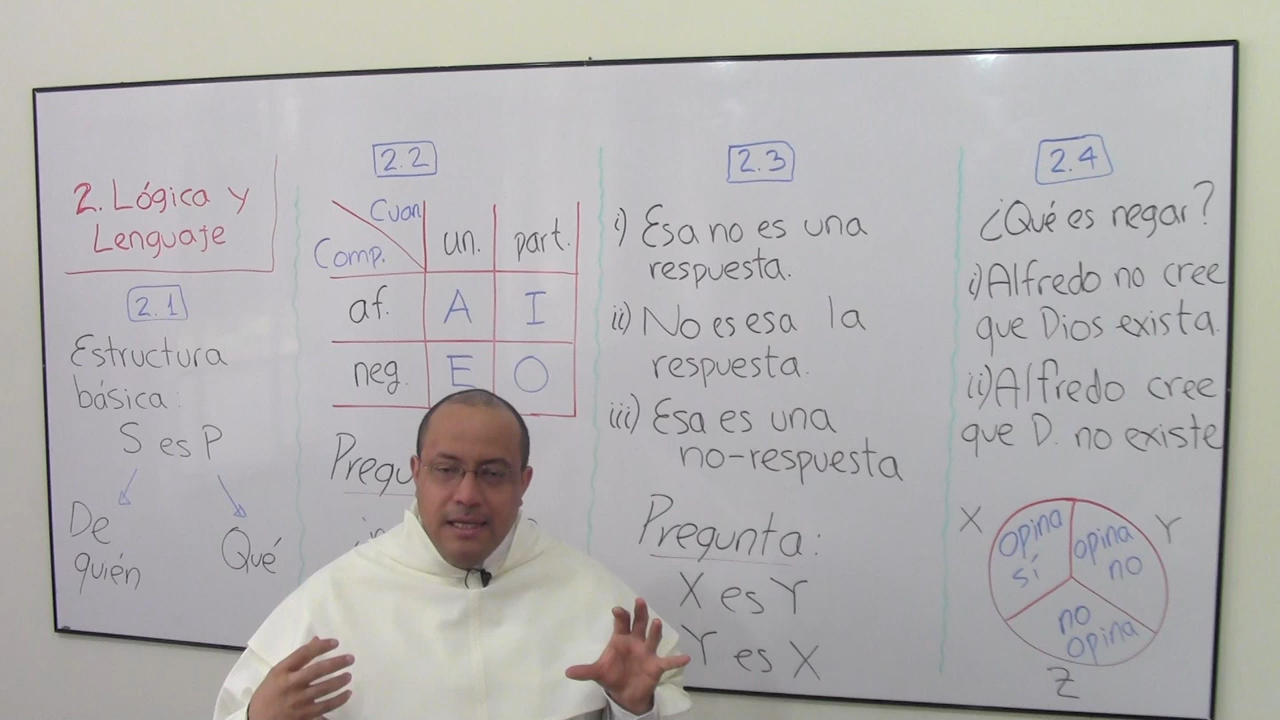 2. Lógica y
Lenguaje
2.1
Estructura
básica:
S es P
De
quién
Qué
2.2
Cuan
Comp.
un.
part.
af.
A
I
neg.
E
O
2.3
i) Esa no es una
respuesta.
ii) No es esa la
respuesta.
iii) Esa es una
no-respuesta
Pregunta:
X es Y
Y es X
2.4
¿Qué es negar?
i) Alfredo no cree
que Dios exista.
ii) Alfredo cree
que D. no existe
X
opina
sí
opina
no
Y
no
opina
Z